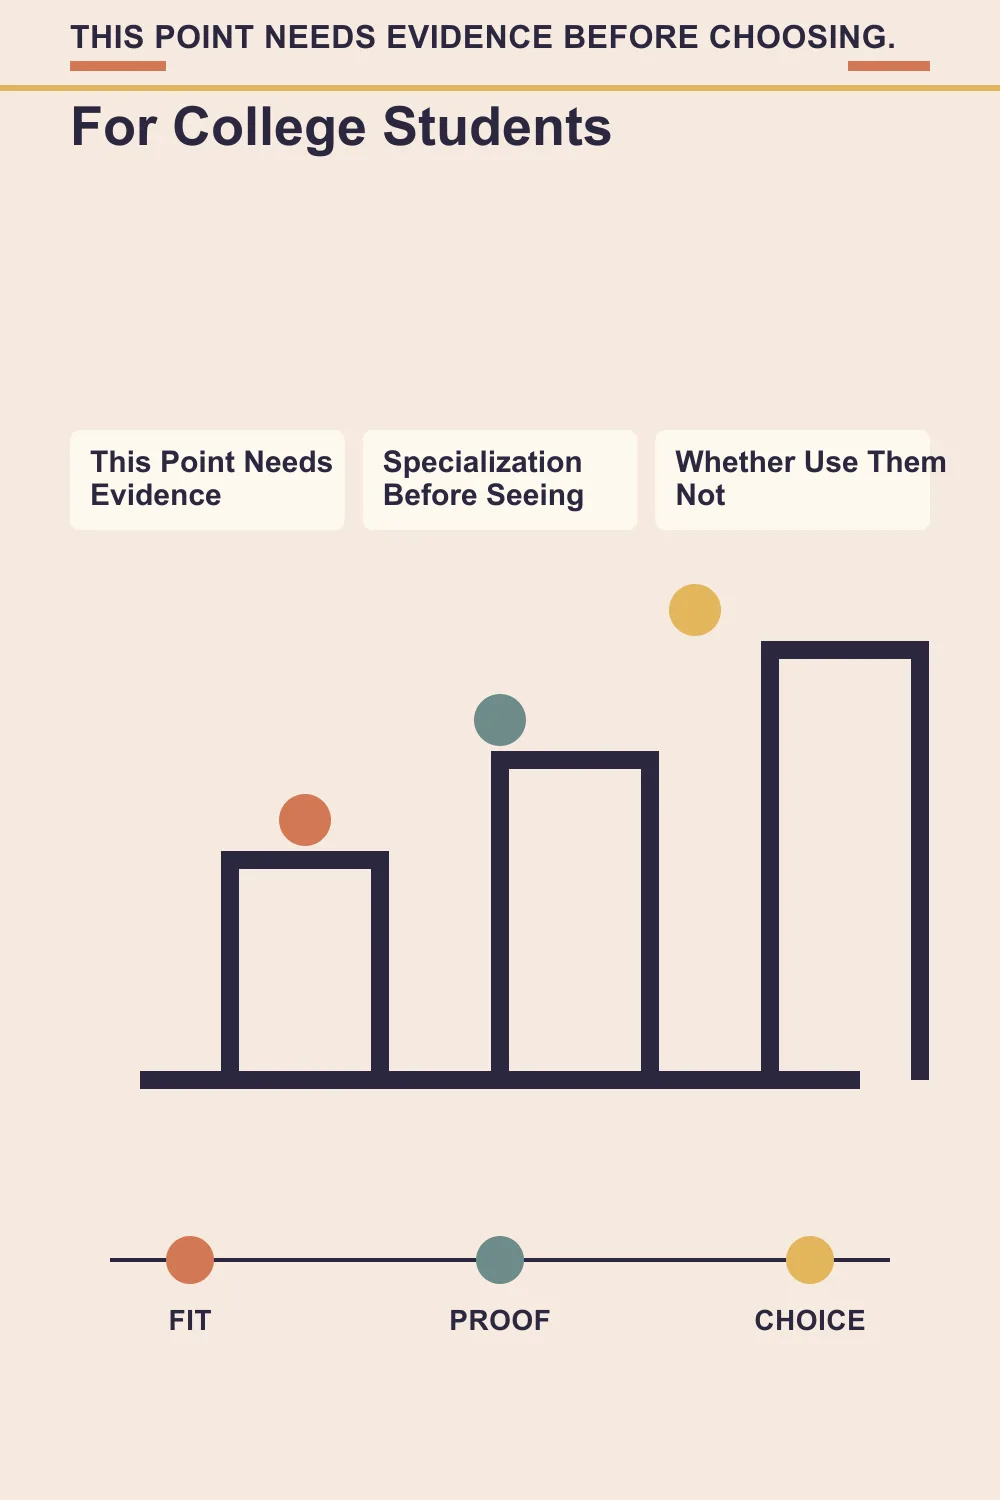 THIS POINT NEEDS EVIDENCE BEFORE CHOOSING.
For College Students
This Point Needs
Evidence
Specialization
Before Seeing
Whether Use Them
Not
FIT
PROOF
CHOICE